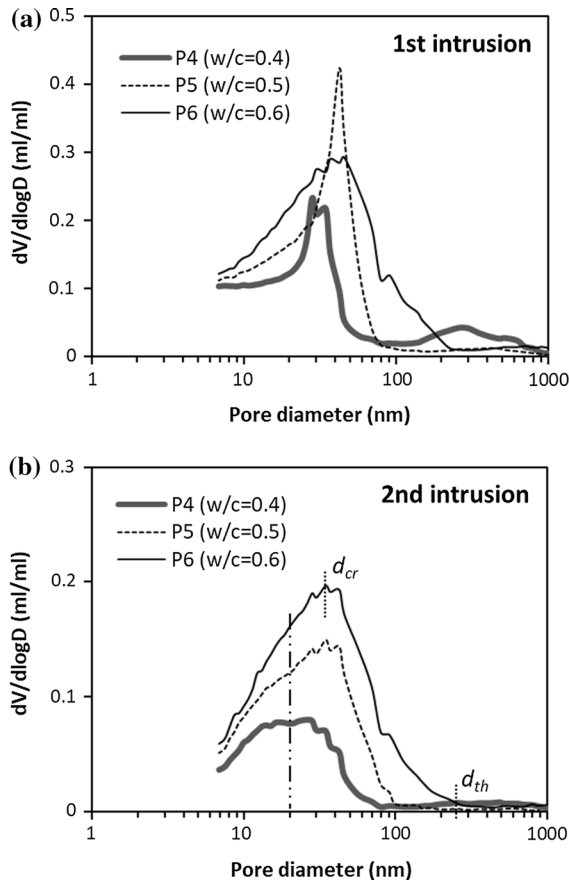 (a)
0.5
0.4
0.3
0.2
0.1
0
dV/dlogD (ml/ml)
1st intrusion
P4 (w/c=0.4)
P5 (w/c=0.5)
P6 (w/c=0.6)
1 10 100 1000
Pore diameter (nm)
(b)
0.3
0.2
0.1
0
dV/dlogD (ml/ml)
2nd intrusion
P4 (w/c=0.4)
P5 (w/c=0.5)
P6 (w/c=0.6)
dcr
dth
1 10 100 1000
Pore diameter (nm)